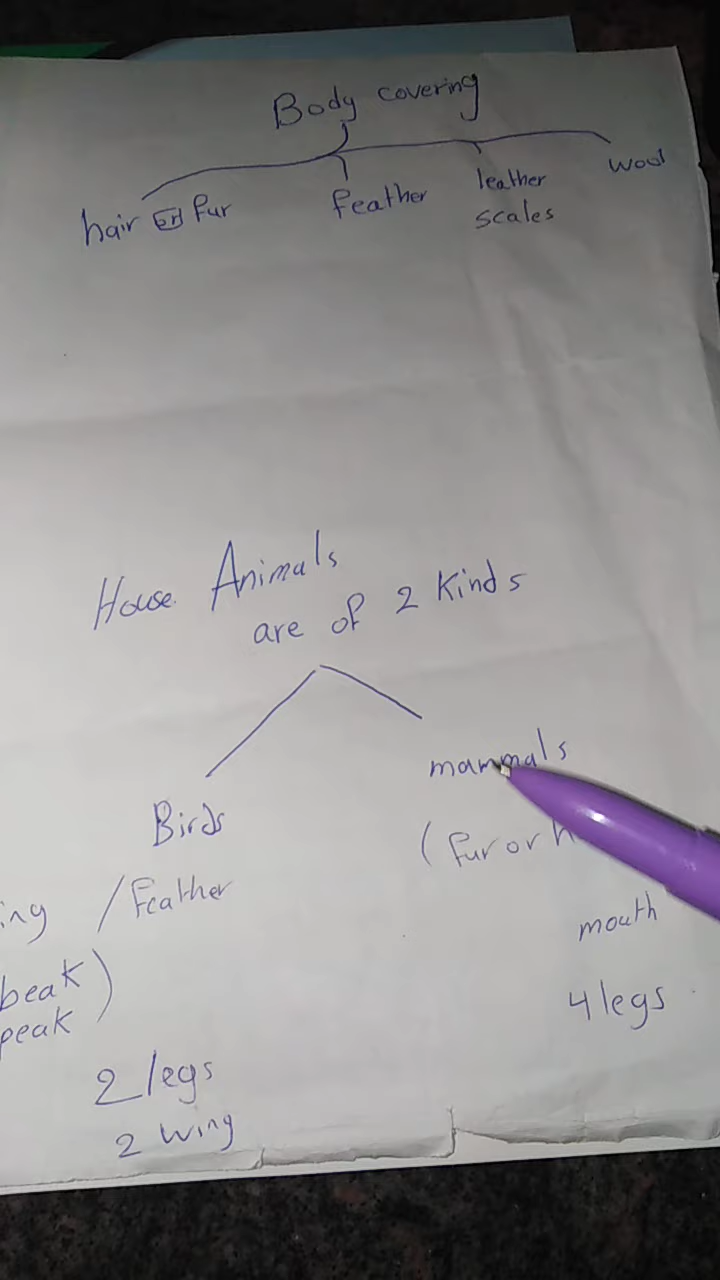 Body covering
hair or fur
feather
leather
scales
wool
House Animals
are of 2 Kinds
Birds
mammals
/Feather
(fur or
beak)
peak
mouth
4 legs
2 legs
2 wing